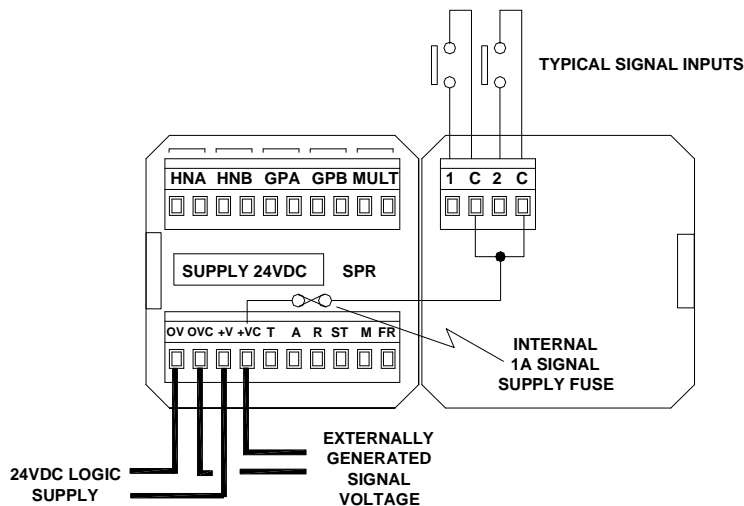 TYPICAL SIGNAL INPUTS
HNA HNB GPA GPB MULT
1 C 2 C
SUPPLY 24VDC SPR
OV OVC +V +VC T A R ST M FR
INTERNAL
1A SIGNAL
SUPPLY FUSE
24VDC LOGIC
SUPPLY
EXTERNALLY
GENERATED
SIGNAL
VOLTAGE